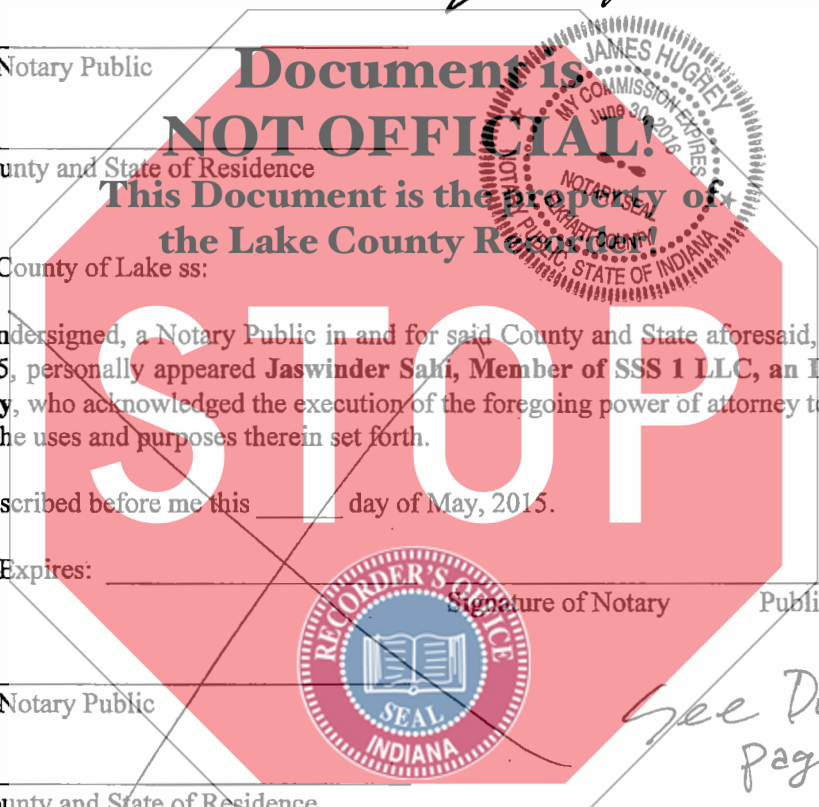 Notary Public
Document is
NOT OFFICIAL!
This Document is the property of
the Lake County Recorder!
JAMES HUGHEY
MY COMMISSION EXPIRES
June 30, 2016
NOTARY SEAL
ELKHART COUNTY
NOTARY PUBLIC, STATE OF INDIANA
unty and State of Residence
County of Lake ss:
ndersigned, a Notary Public in and for said County and State aforesaid,
5, personally appeared Jaswinder Sahi, Member of SSS 1 LLC, an I
y, who acknowledged the execution of the foregoing power of attorney to
he uses and purposes therein set forth.
STOP
scribed before me this ______ day of May, 2015.
Expires:
Signature of Notary Publi
RECORDER'S OFFICE
SEAL
INDIANA
Notary Public
See
pag
unty and State of Residence